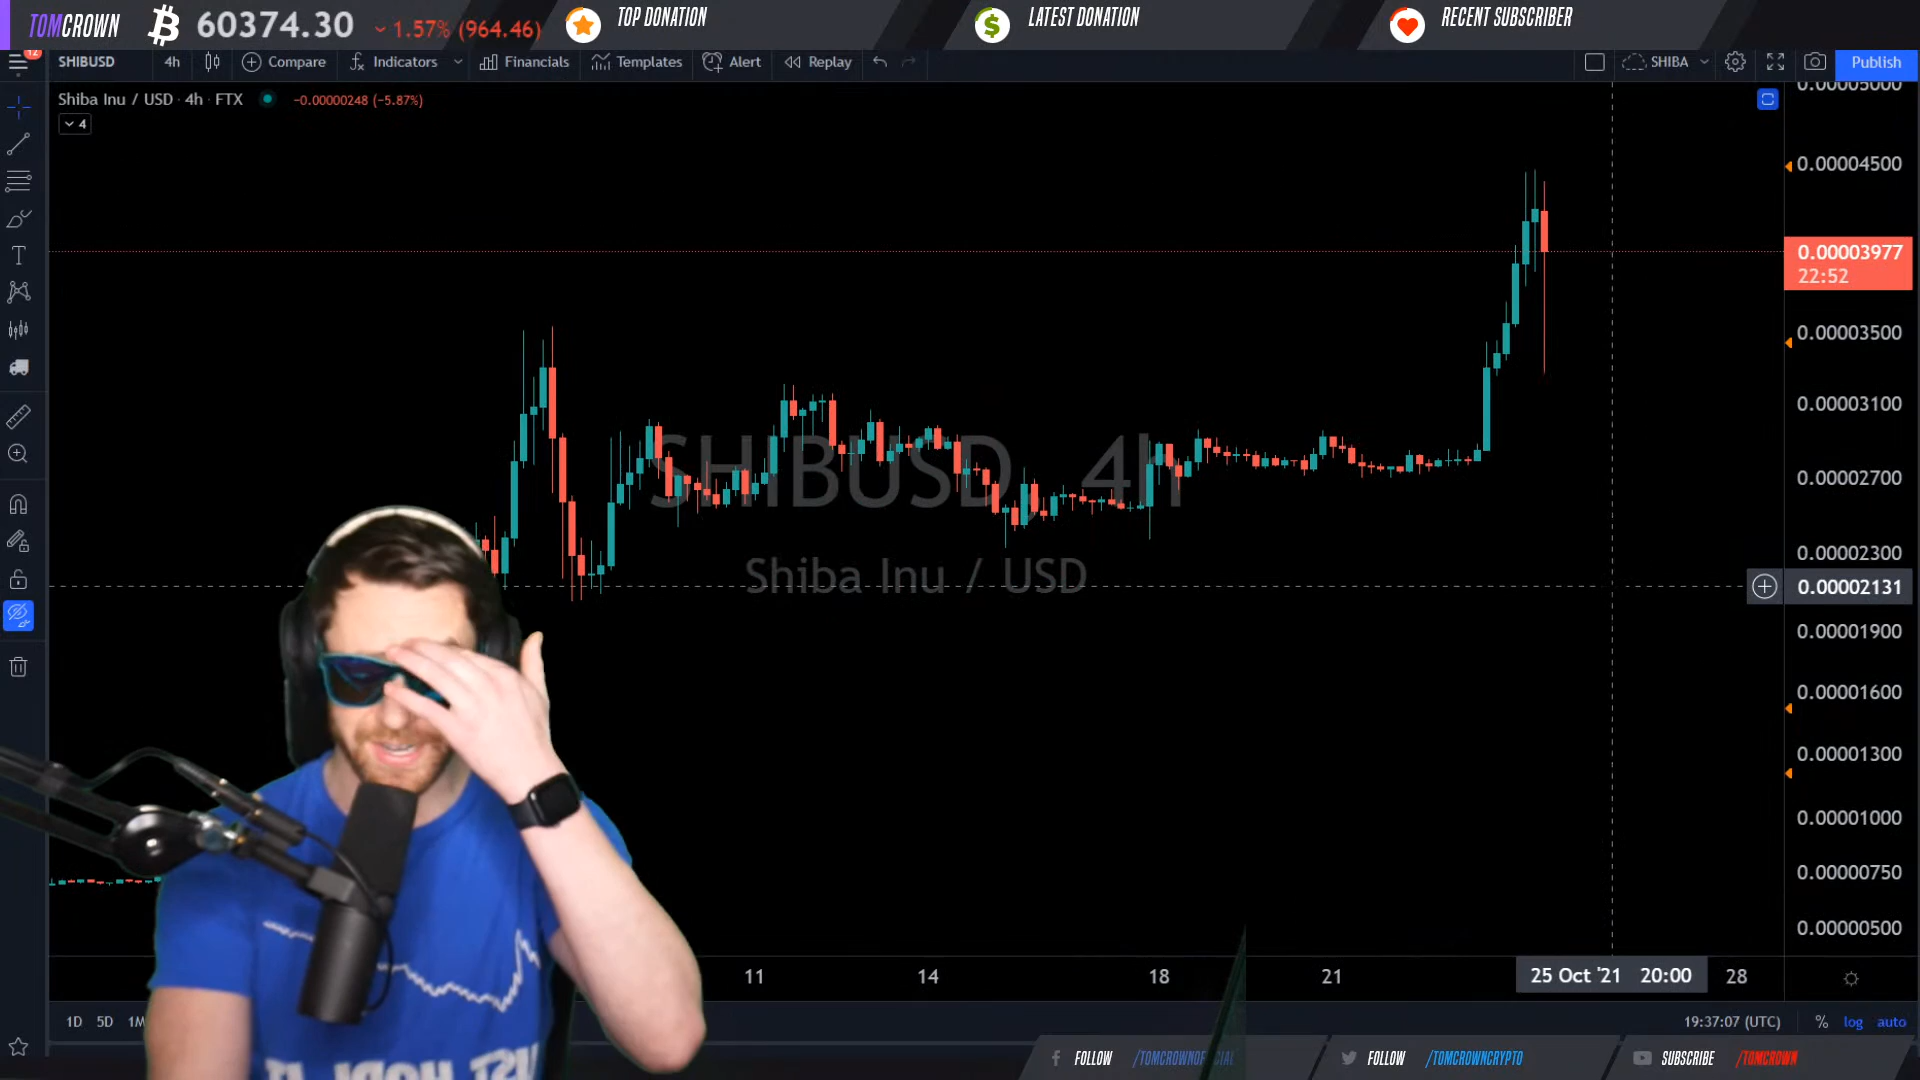 TOMCROWN
60374.30
1.57% (964.46)
TOP DONATION
LATEST DONATION
RECENT SUBSCRIBER
12
SHIBUSD
4h
Compare
Indicators
Financials
Templates
Alert
Replay
SHIBA
Publish
Shiba Inu / USD · 4h · FTX
−0.00000248 (−5.87%)
4
SHIBUSD, 4h
Shiba Inu / USD
0.00005000
0.00004500
0.00003977
22:52
0.00003500
0.00003100
0.00002700
0.00002300
0.00002131
0.00001900
0.00001600
0.00001300
0.00001000
0.00000750
0.00000500
11
14
18
21
25 Oct '21 20:00
28
1D
5D
1M
19:37:07 (UTC)
%
log
auto
FOLLOW
FOLLOW /TOMCROWNCRYPTO
SUBSCRIBE /TOMCROWN